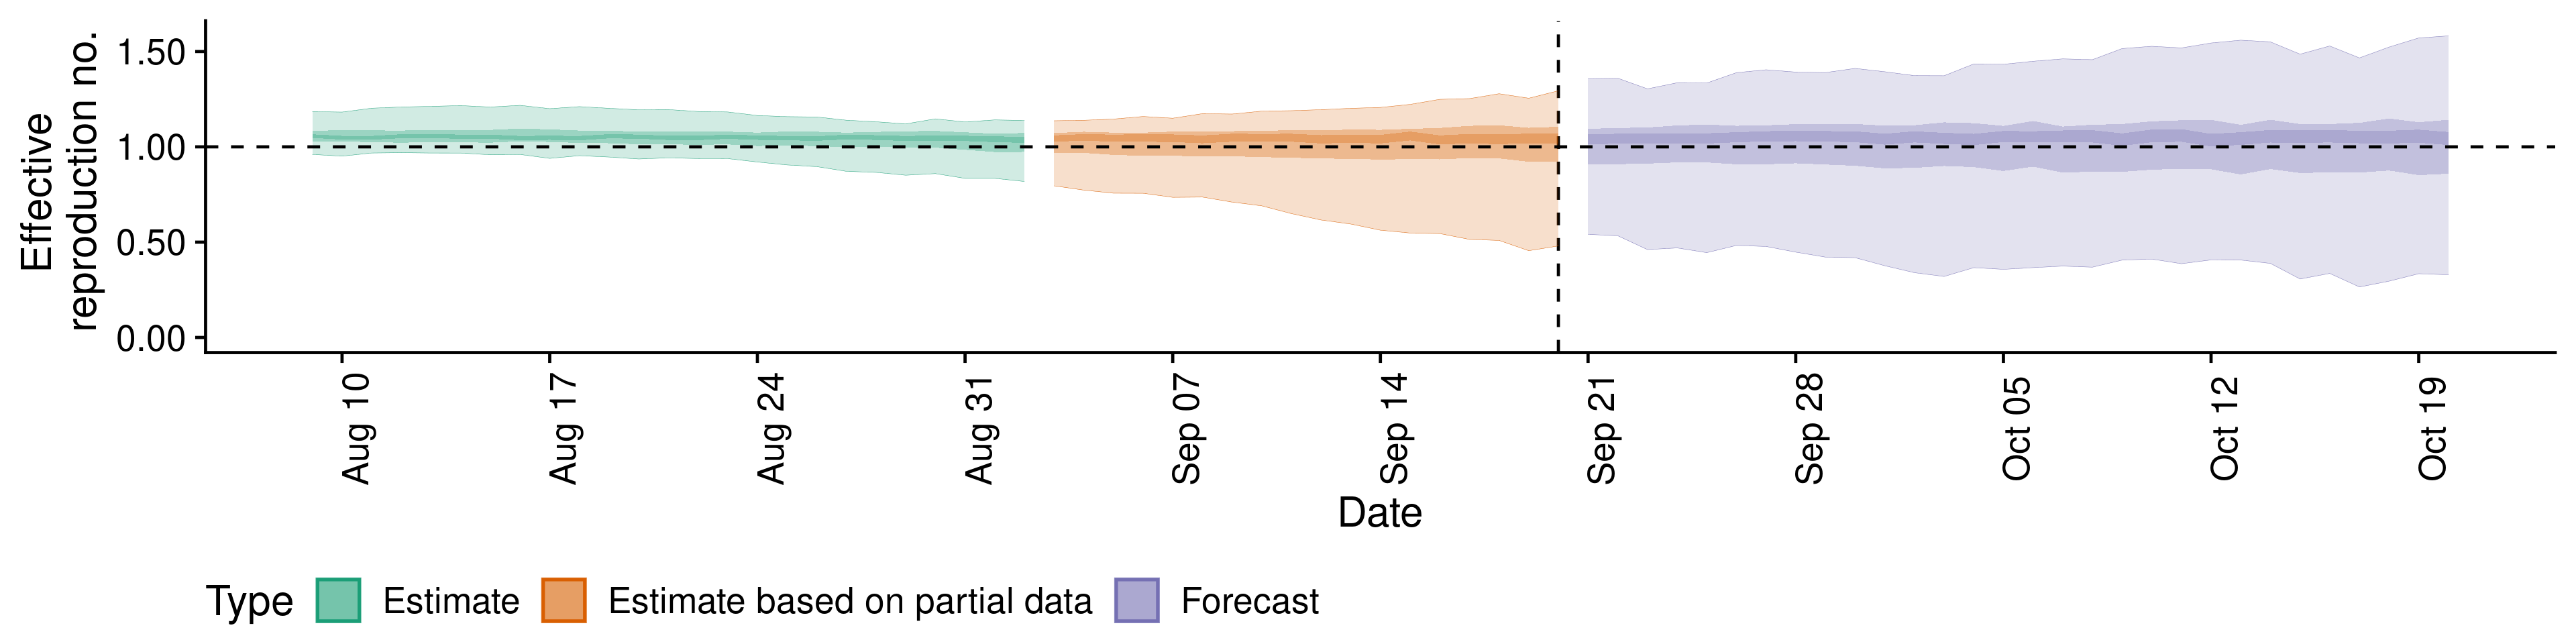 Effective
reproduction no.
1.50
1.00
0.50
0.00
Aug 10
Aug 17
Aug 24
Aug 31
Sep 07
Sep 14
Sep 21
Sep 28
Oct 05
Oct 12
Oct 19
Date
Type Estimate Estimate based on partial data Forecast